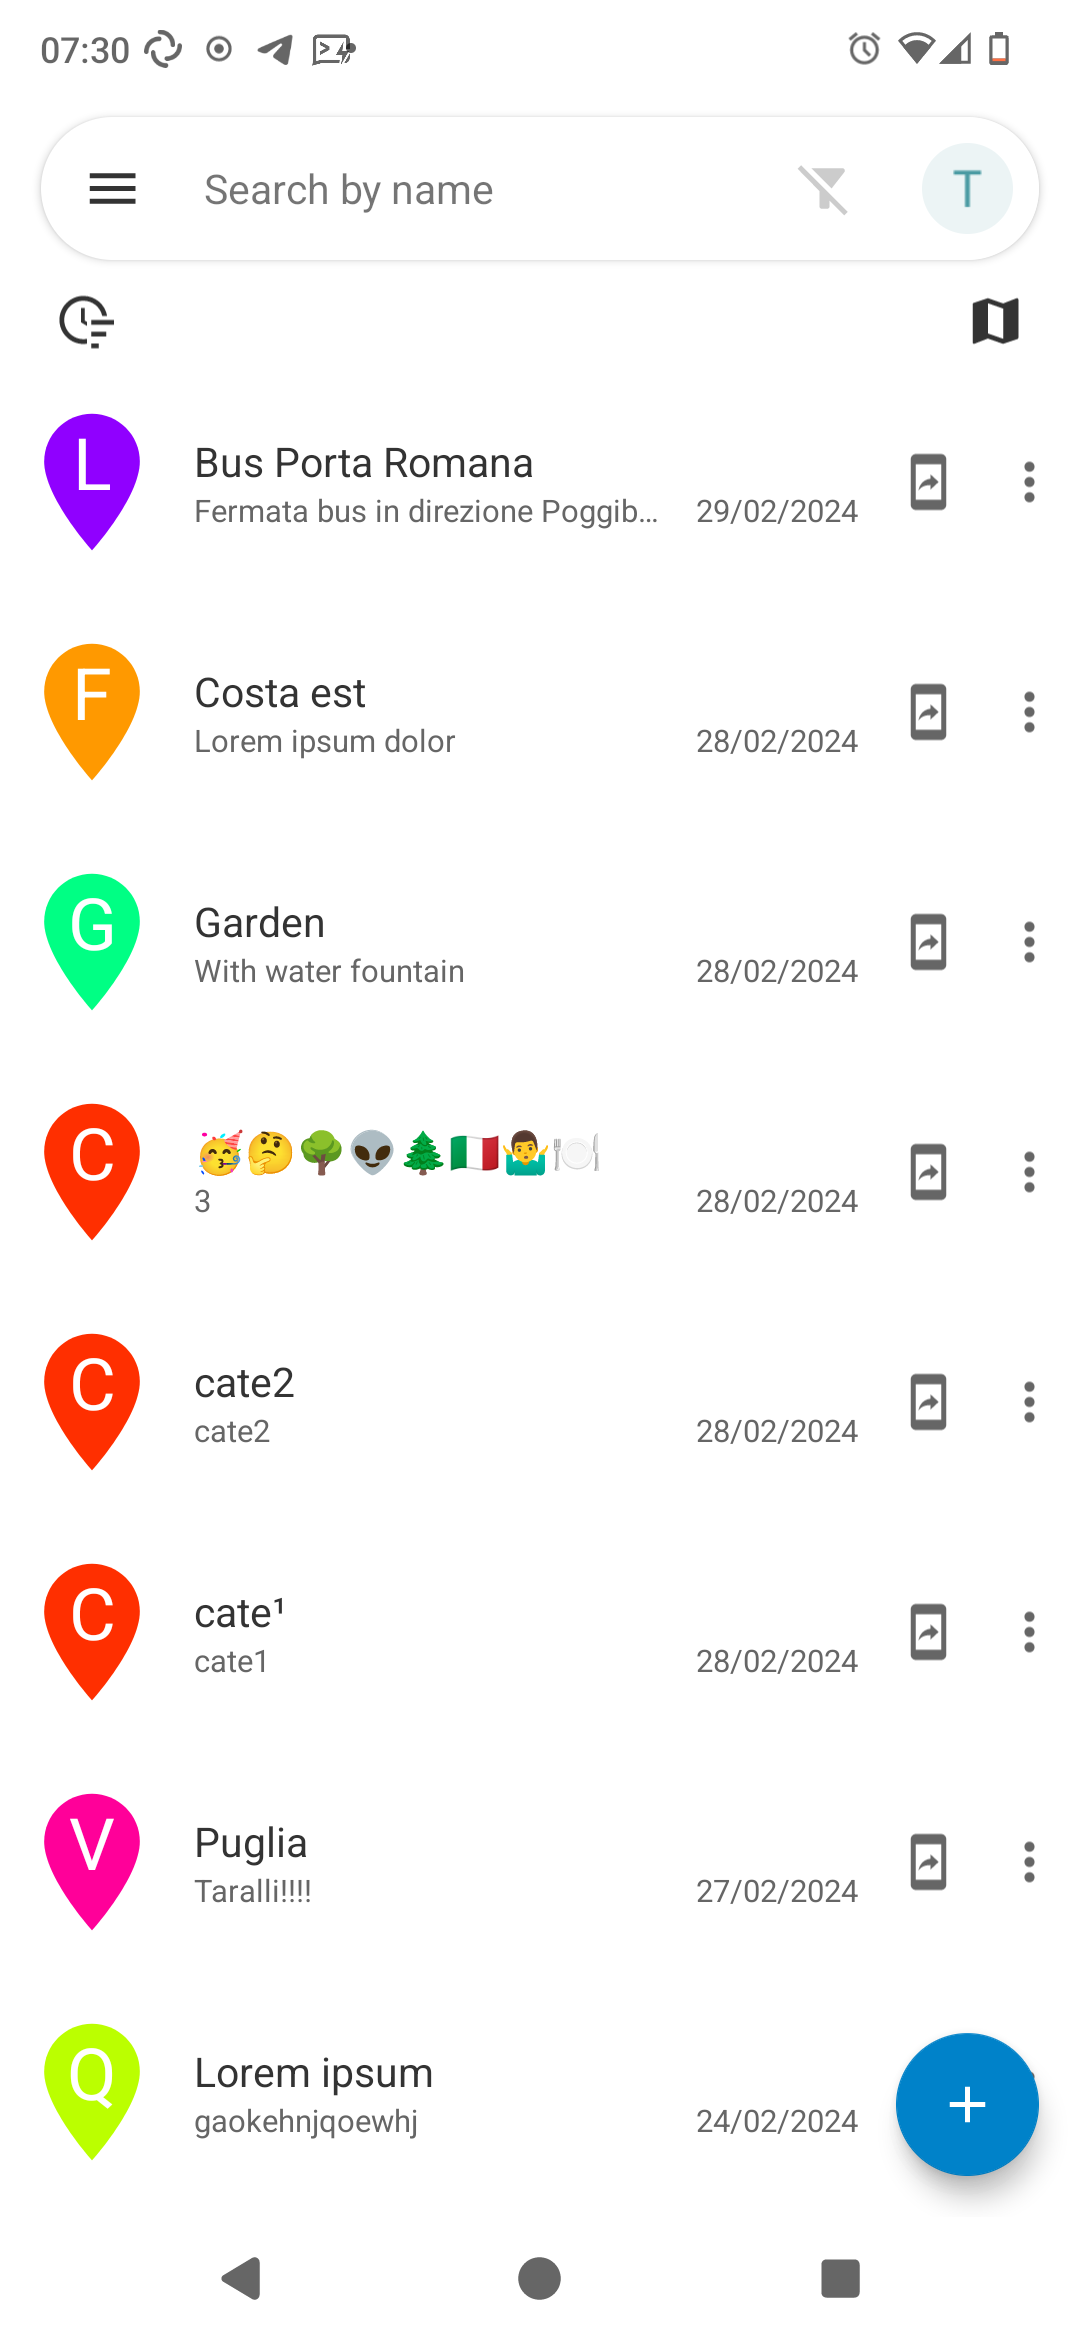 07:30
Search by name
T
L
Bus Porta Romana
Fermata bus in direzione Poggib... 29/02/2024
F
Costa est
Lorem ipsum dolor 28/02/2024
G
Garden
With water fountain 28/02/2024
C
🥳🤔🌳👽🌲🇮🇹🤷‍♂️🍽️
3 28/02/2024
C
cate2
cate2 28/02/2024
C
cate¹
cate1 28/02/2024
V
Puglia
Taralli!!!! 27/02/2024
Q
Lorem ipsum
gaokehnjqoewhj 24/02/2024